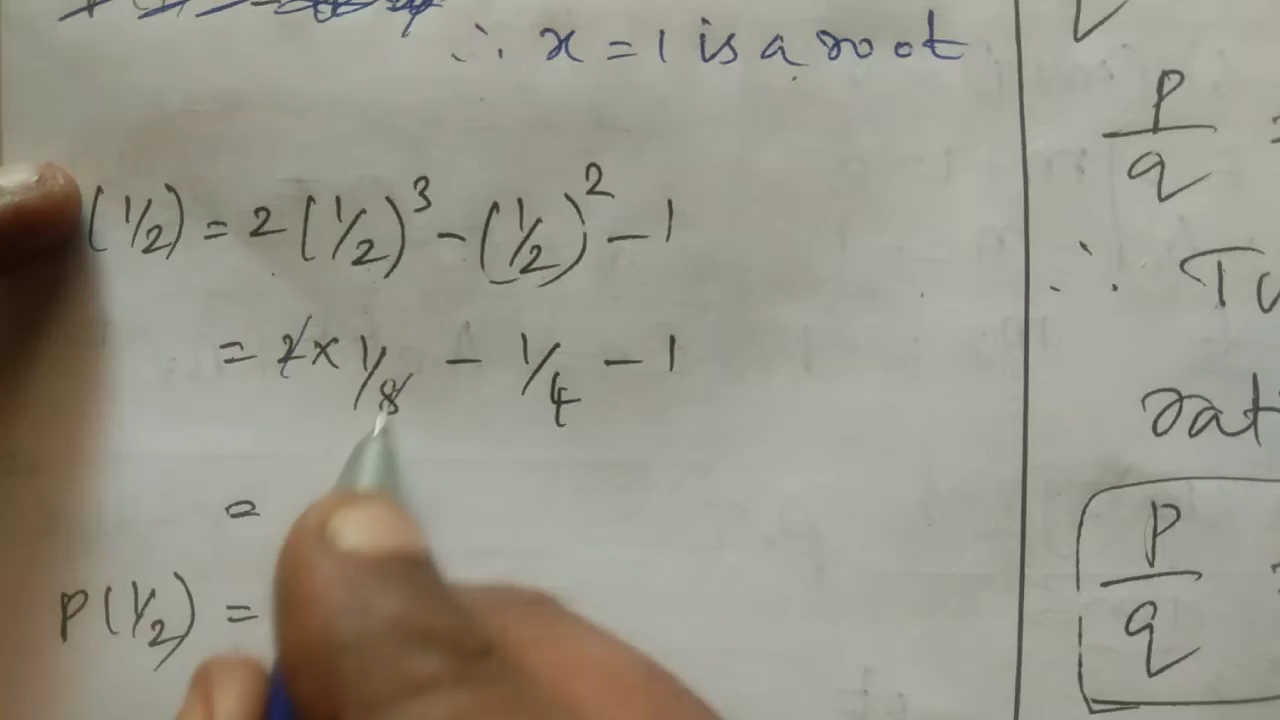 ∴ x = 1 is a root
(1/2) = 2(1/2)³ - (1/2)² - 1
= 2 × 1/8 - 1/4 - 1
=
P(1/2) =
P/q =
∴
P/q